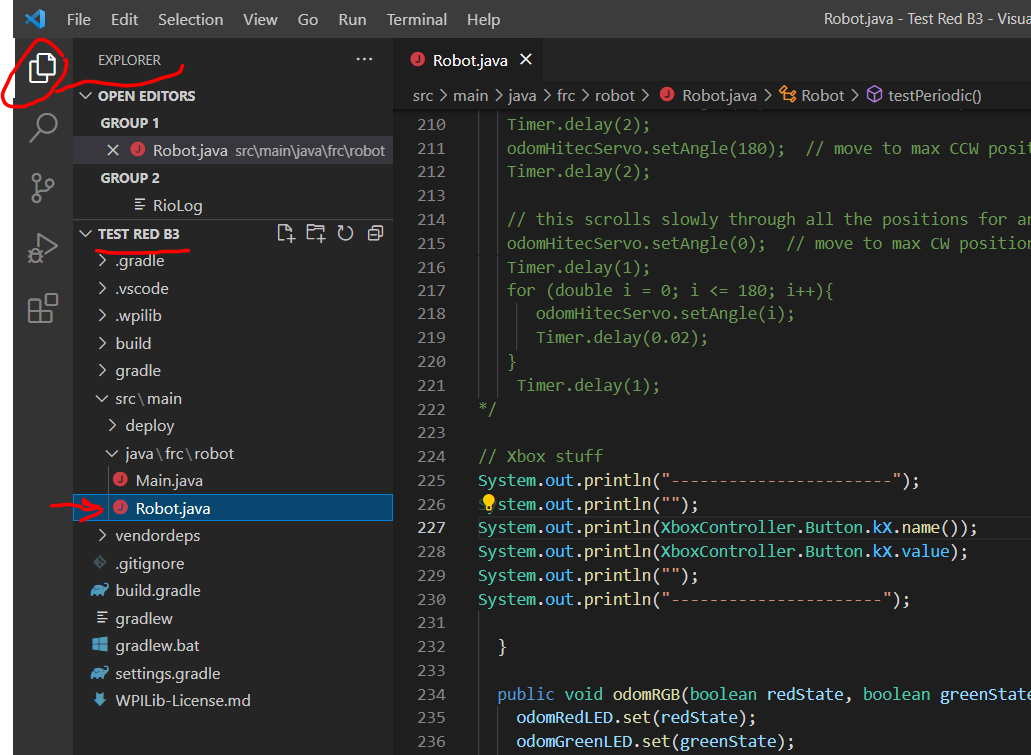 File Edit Selection View Go Run Terminal Help Robot.java - Test Red B3 - Visua
EXPLORER ...
OPEN EDITORS
GROUP 1
Robot.java src\main\java\frc\robot
GROUP 2
RioLog
TEST RED B3
.gradle
.vscode
.wpilib
build
gradle
src\main
deploy
java\frc\robot
Main.java
Robot.java
vendordeps
.gitignore
build.gradle
gradlew
gradlew.bat
settings.gradle
WPILib-License.md
Robot.java
src > main > java > frc > robot > Robot.java > Robot > testPeriodic()
210 Timer.delay(2);
211 odomHitecServo.setAngle(180);  // move to max CCW posit
212 Timer.delay(2);
213
214 // this scrolls slowly through all the positions for an
215 odomHitecServo.setAngle(0);  // move to max CW position
216 Timer.delay(1);
217 for (double i = 0; i <= 180; i++){
218 odomHitecServo.setAngle(i);
219 Timer.delay(0.02);
220 }
221 Timer.delay(1);
222 */
223
224 // Xbox stuff
225 System.out.println("-----------------------");
226 stem.out.println("");
227 System.out.println(XboxController.Button.kX.name());
228 System.out.println(XboxController.Button.kX.value);
229 System.out.println("");
230 System.out.println("----------------------");
231
232 }
233
234 public void odomRGB(boolean redState, boolean greenState
235 odomRedLED.set(redState);
236 odomGreenLED.set(greenState);